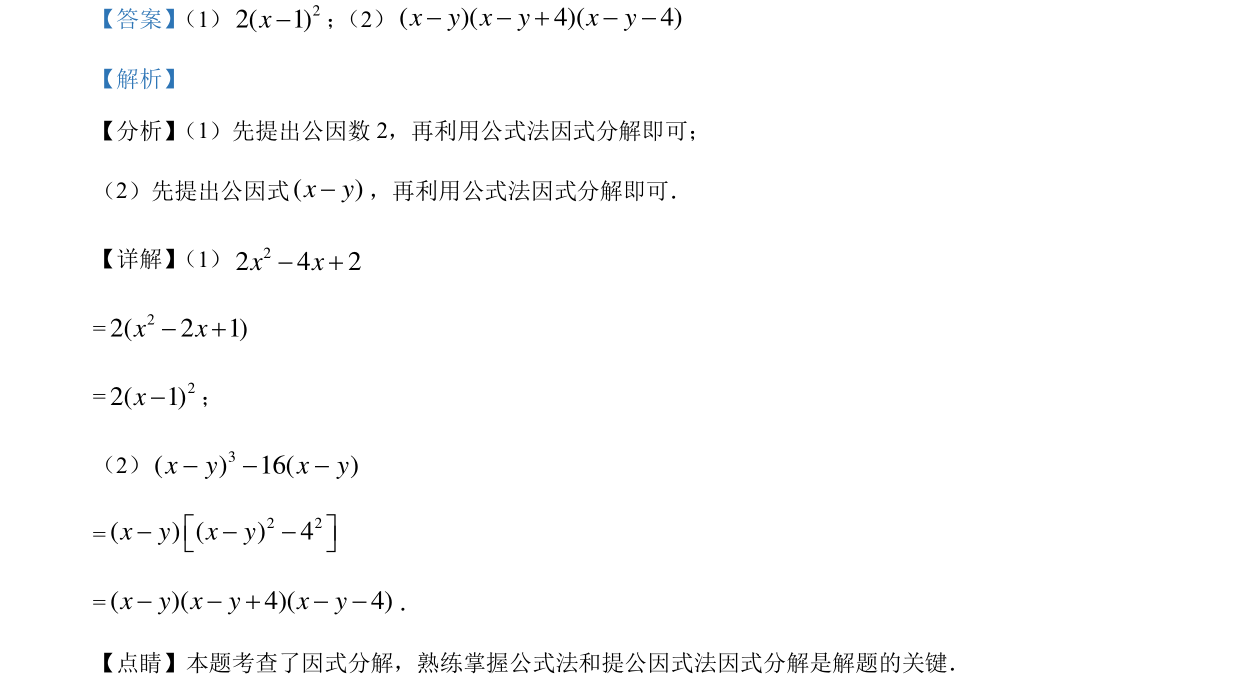 【答案】（1）2(x−1)²；（2）(x−y)(x−y+4)(x−y−4)
【解析】
【分析】（1）先提出公因数 2，再利用公式法因式分解即可；
（2）先提出公因式(x−y)，再利用公式法因式分解即可．
【详解】（1）2x²−4x+2
=2(x²−2x+1)
=2(x−1)²；
（2）(x−y)³−16(x−y)
=(x−y)[(x−y)²−4²]
=(x−y)(x−y+4)(x−y−4)．
【点睛】本题考查了因式分解，熟练掌握公式法和提公因式法因式分解是解题的关键．